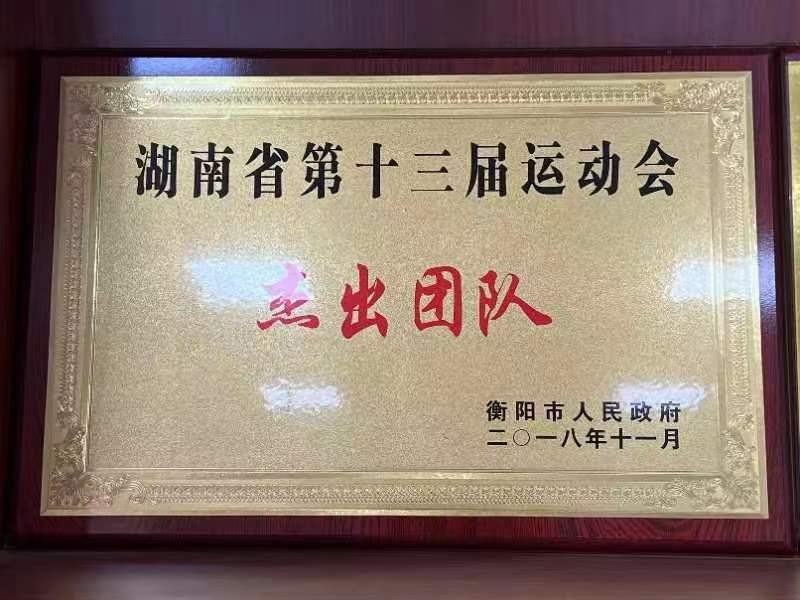 湖南省第十三届运动会
杰出团队
衡阳市人民政府
二〇一八年十一月